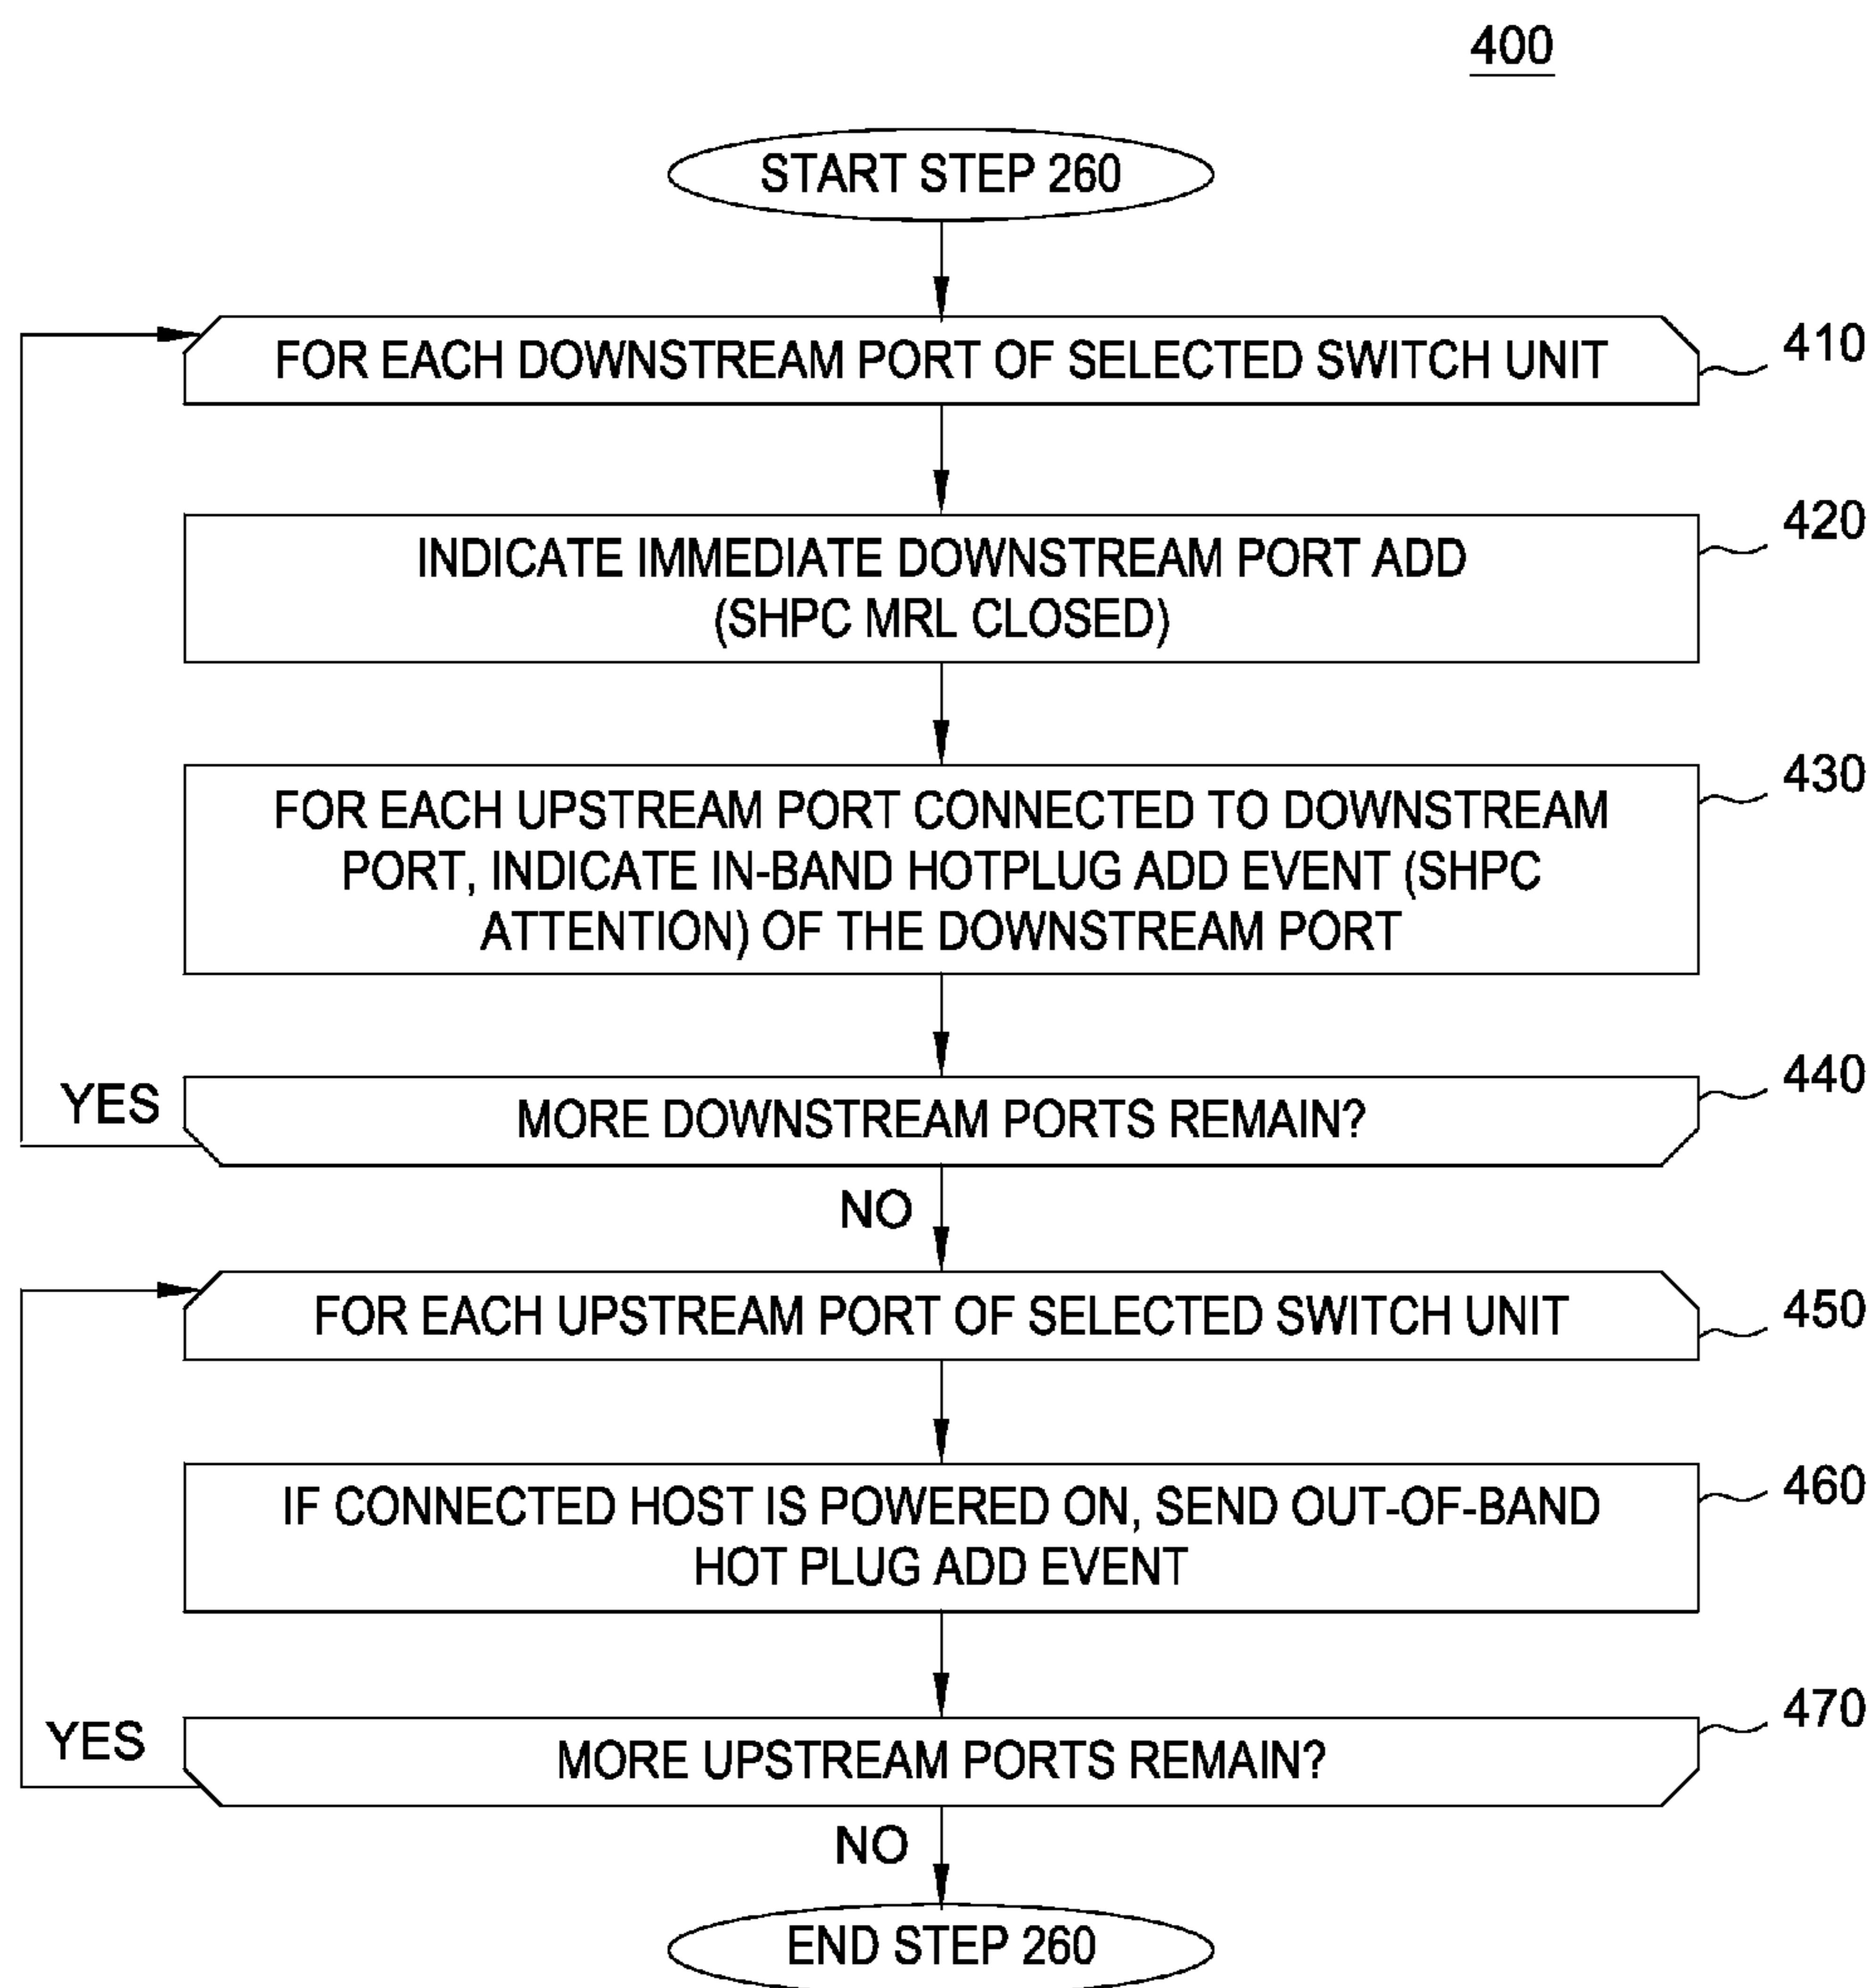 400
START STEP 260
FOR EACH DOWNSTREAM PORT OF SELECTED SWITCH UNIT
410
INDICATE IMMEDIATE DOWNSTREAM PORT ADD
(SHPC MRL CLOSED)
420
FOR EACH UPSTREAM PORT CONNECTED TO DOWNSTREAM
PORT, INDICATE IN-BAND HOTPLUG ADD EVENT (SHPC
ATTENTION) OF THE DOWNSTREAM PORT
430
YES
MORE DOWNSTREAM PORTS REMAIN?
440
NO
FOR EACH UPSTREAM PORT OF SELECTED SWITCH UNIT
450
IF CONNECTED HOST IS POWERED ON, SEND OUT-OF-BAND
HOT PLUG ADD EVENT
460
YES
MORE UPSTREAM PORTS REMAIN?
470
NO
END STEP 260